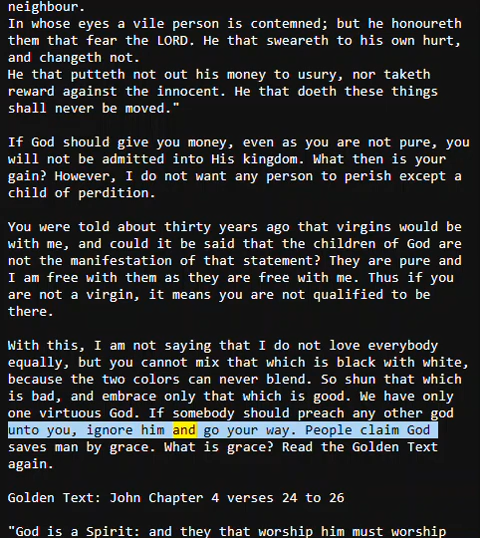 neighbour.
In whose eyes a vile person is contemned; but he honoureth
them that fear the LORD. He that sweareth to his own hurt,
and changeth not.
He that putteth not out his money to usury, nor taketh
reward against the innocent. He that doeth these things
shall never be moved."
If God should give you money, even as you are not pure, you
will not be admitted into His kingdom. What then is your
gain? However, I do not want any person to perish except a
child of perdition.
You were told about thirty years ago that virgins would be
with me, and could it be said that the children of God are
not the manifestation of that statement? They are pure and
I am free with them as they are free with me. Thus if you
are not a virgin, it means you are not qualified to be
there.
With this, I am not saying that I do not love everybody
equally, but you cannot mix that which is black with white,
because the two colors can never blend. So shun that which
is bad, and embrace only that which is good. We have only
one virtuous God. If somebody should preach any other god
unto you, ignore him and go your way. People claim God
saves man by grace. What is grace? Read the Golden Text
again.
Golden Text: John Chapter 4 verses 24 to 26
"God is a Spirit: and they that worship him must worship